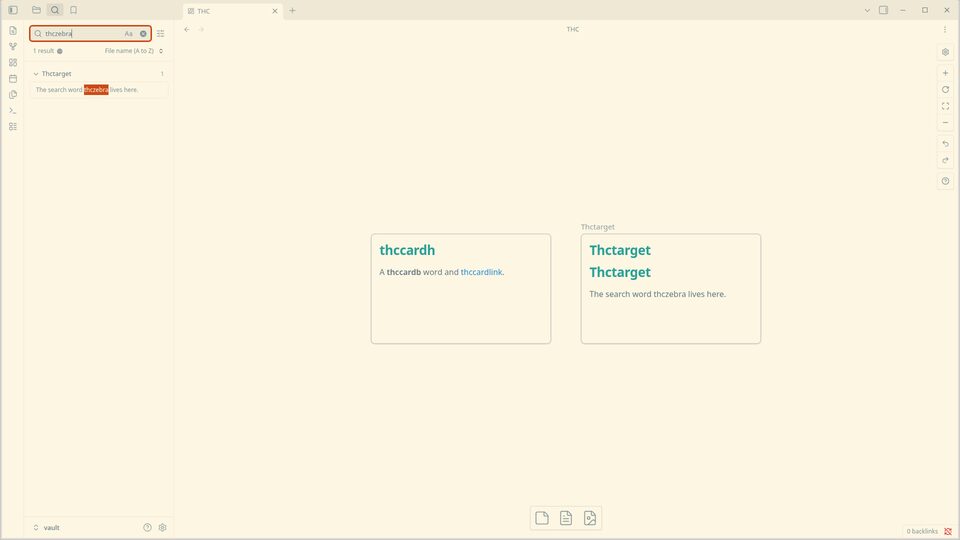 THC
thczebra
Aa
THC
1 result
File name (A to Z)
Thctarget
1
The search word thczebra lives here.
Thctarget
thccardh
A thccardb word and thccardlink.
Thctarget
Thctarget
The search word thczebra lives here.
vault
0 backlinks